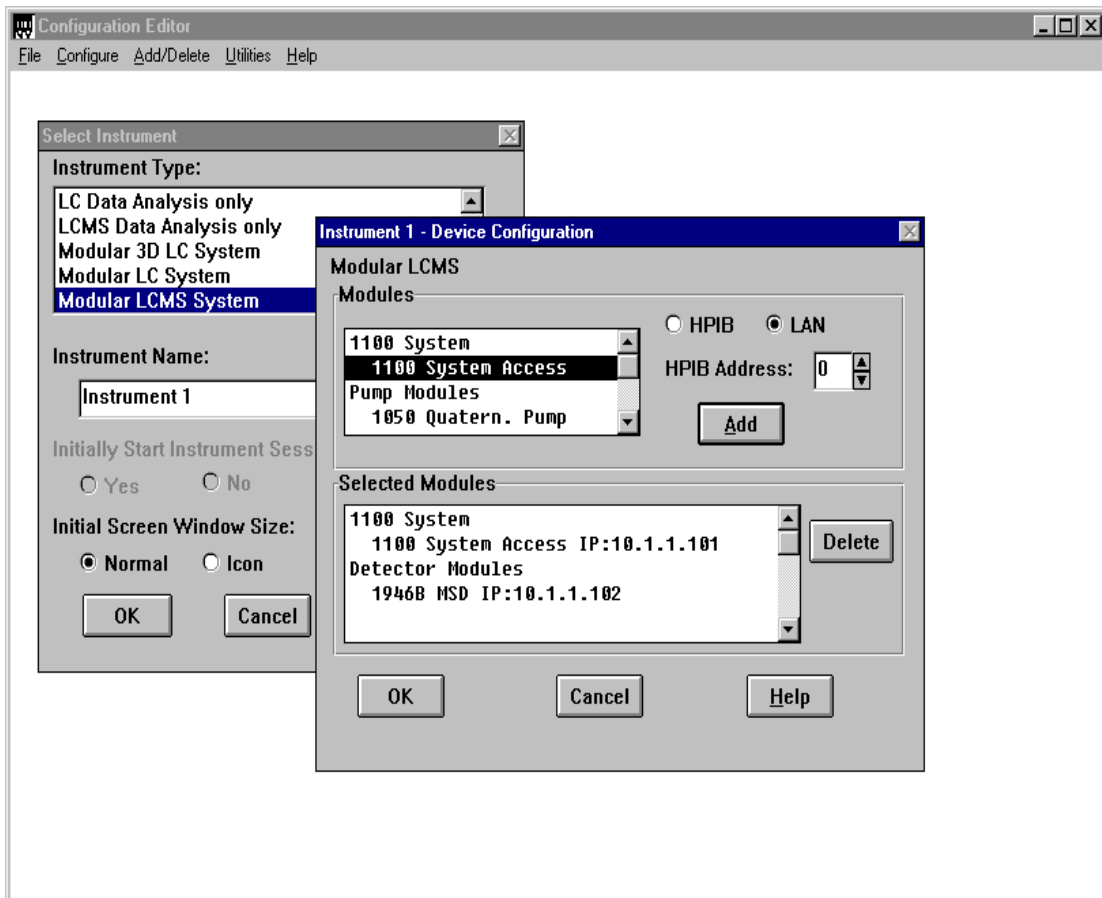 Configuration Editor
File Configure Add/Delete Utilities Help
Select Instrument
Instrument Type:
LC Data Analysis only
LCMS Data Analysis only
Modular 3D LC System
Modular LC System
Modular LCMS System
Instrument Name:
Instrument 1
Initially Start Instrument Sess
Yes No
Initial Screen Window Size:
Normal Icon
OK Cancel
Instrument 1 - Device Configuration
Modular LCMS
Modules
1100 System
1100 System Access
Pump Modules
1050 Quatern. Pump
HPIB LAN
HPIB Address: 0
Add
Selected Modules
1100 System
1100 System Access IP:10.1.1.101
Detector Modules
1946B MSD IP:10.1.1.102
Delete
OK Cancel Help